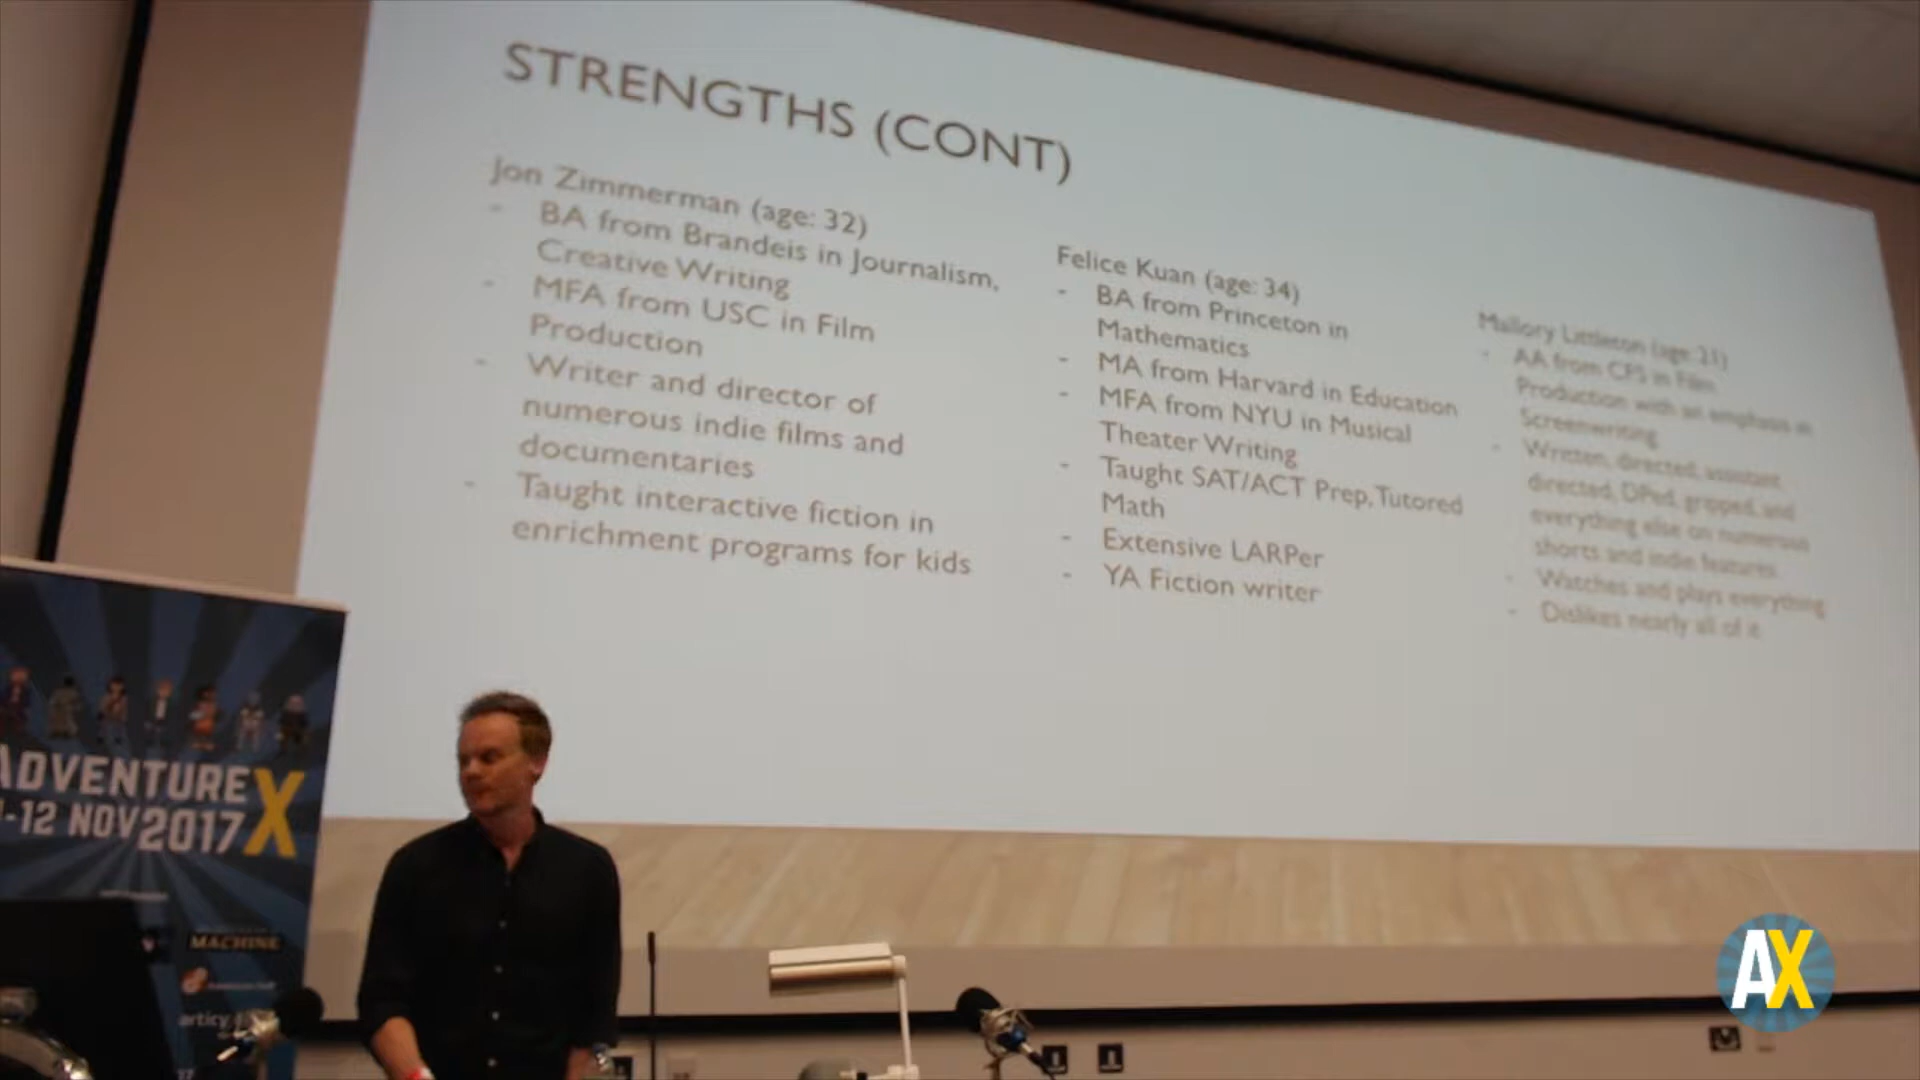 STRENGTHS (CONT)
Jon Zimmerman (age: 32)
- BA from Brandeis in Journalism,
Creative Writing
- MFA from USC in Film
Production
- Writer and director of
numerous indie films and
documentaries
- Taught interactive fiction in
enrichment programs for kids
Felice Kuan (age: 34)
- BA from Princeton in
Mathematics
- MA from Harvard in Education
- MFA from NYU in Musical
Theater Writing
- Taught SAT/ACT Prep, Tutored
Math
- Extensive LARPer
- YA Fiction writer
Mallory Littleton (age: 21)
- AA from CFS in Film
Production with an emphasis in
Screenwriting
- Written, directed, assistant
directed, DPed, gripped, and
everything else on numerous
shorts and indie features
- Watches and plays everything
- Dislikes nearly all of it
ADVENTURE X
-12 NOV 2017
MACHINE
articy
AX